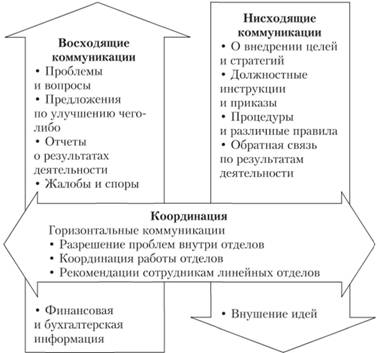 Восходящие
коммуникации
• Проблемы
и вопросы
• Предложения
по улучшению чего-
либо
• Отчеты
о результатах
деятельности
• Жалобы и споры
Нисходящие
коммуникации
• О внедрении целей
и стратегий
• Должностные
инструкции
и приказы
• Процедуры
и различные правила
• Обратная связь
по результатам
деятельности
Координация
Горизонтальные коммуникации
• Разрешение проблем внутри отделов
• Координация работы отделов
• Рекомендации сотрудникам линейных отделов
• Финансовая
и бухгалтерская
информация
• Внушение идей